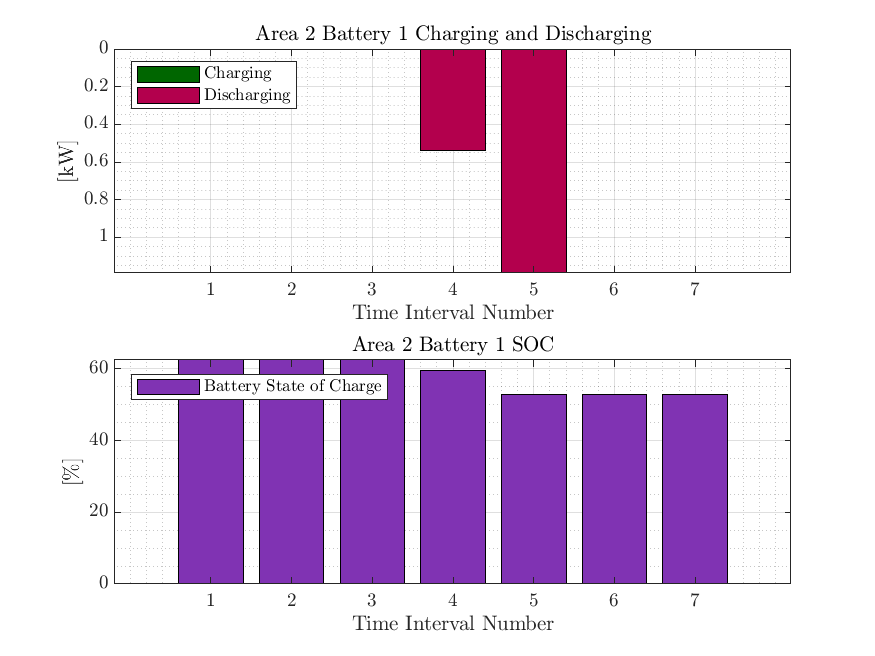 Area 2 Battery 1 Charging and Discharging
0
0.2
0.4
0.6
0.8
1
[kW]
Charging
Discharging
1 2 3 4 5 6 7
Time Interval Number
Area 2 Battery 1 SOC
60
40
20
0
[%]
Battery State of Charge
1 2 3 4 5 6 7
Time Interval Number